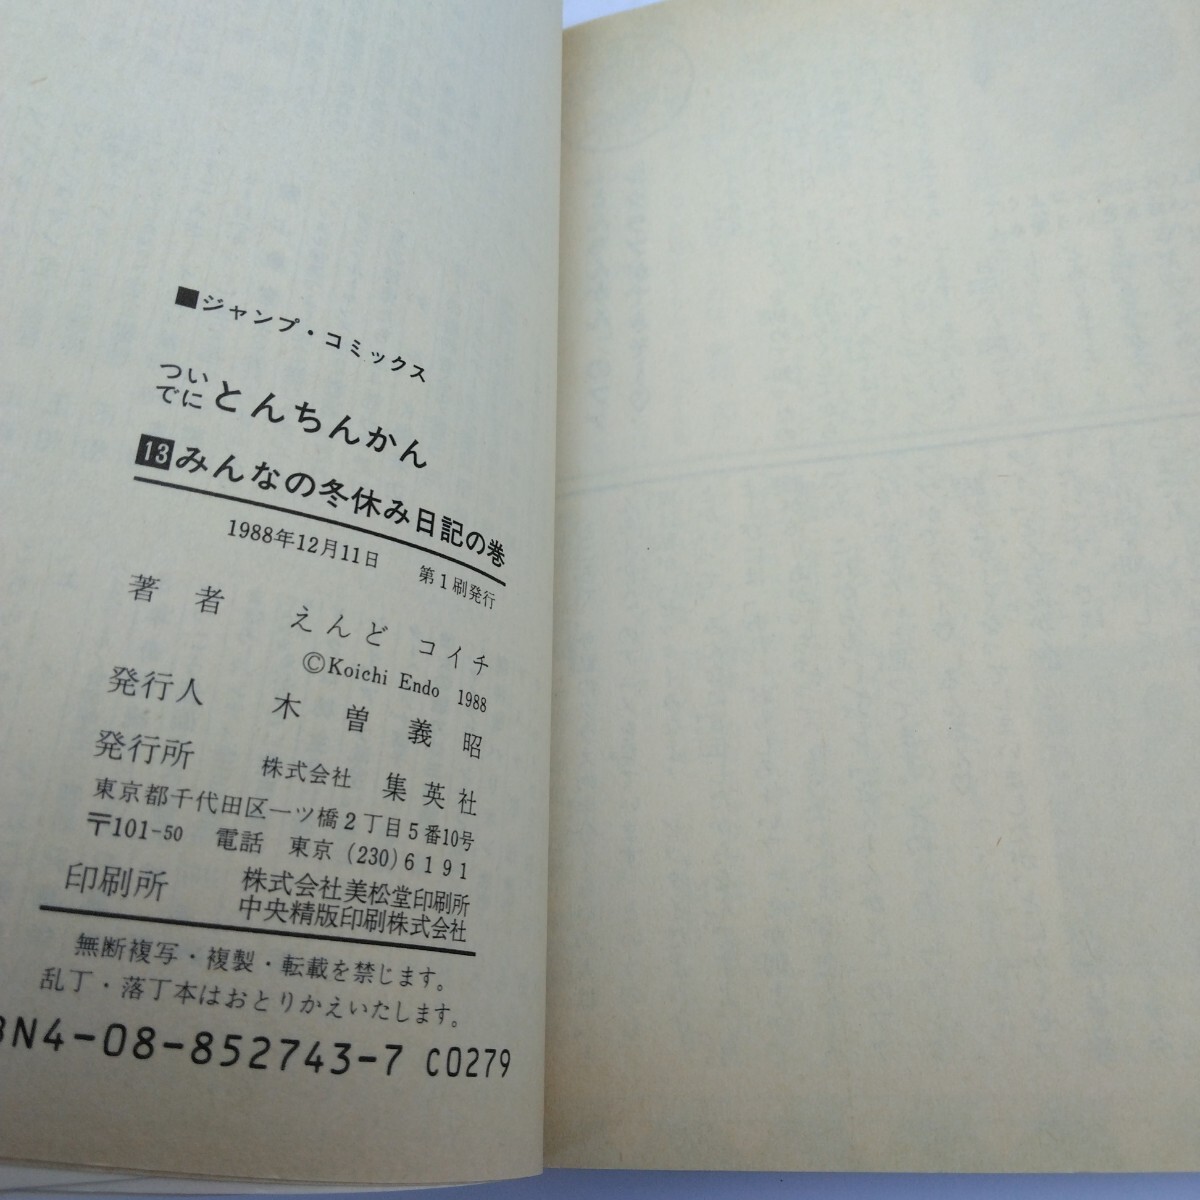 ■ジャンプ・コミックス
ついでにとんちんかん
13みんなの冬休み日記の巻
1988年12月11日 第1刷発行
著者 えんど コイチ
©Koichi Endo 1988
発行人 木曽義昭
発行所 株式会社 集英社
東京都千代田区一ツ橋2丁目5番10号
〒101-50 電話 東京 (230)6191
印刷所 株式会社美松堂印刷所
中央精版印刷株式会社
無断複写・複製・転載を禁じます。
乱丁・落丁本はおとりかえいたします。
BN4-08-852743-7 C0279